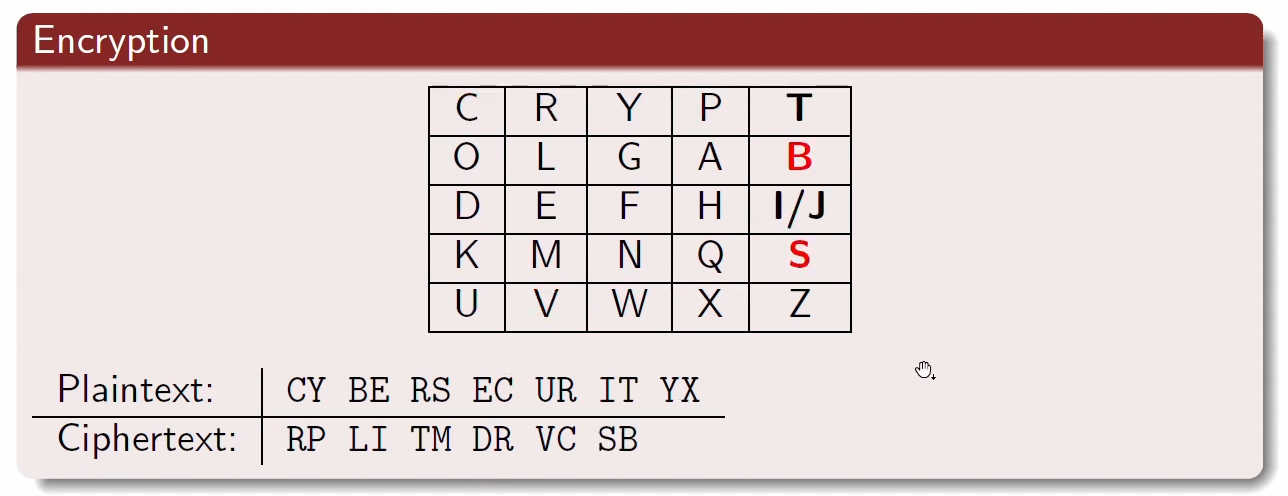 Encryption
C R Y P T
O L G A B
D E F H I/J
K M N Q S
U V W X Z
Plaintext: CY BE RS EC UR IT YX
Ciphertext: RP LI TM DR VC SB